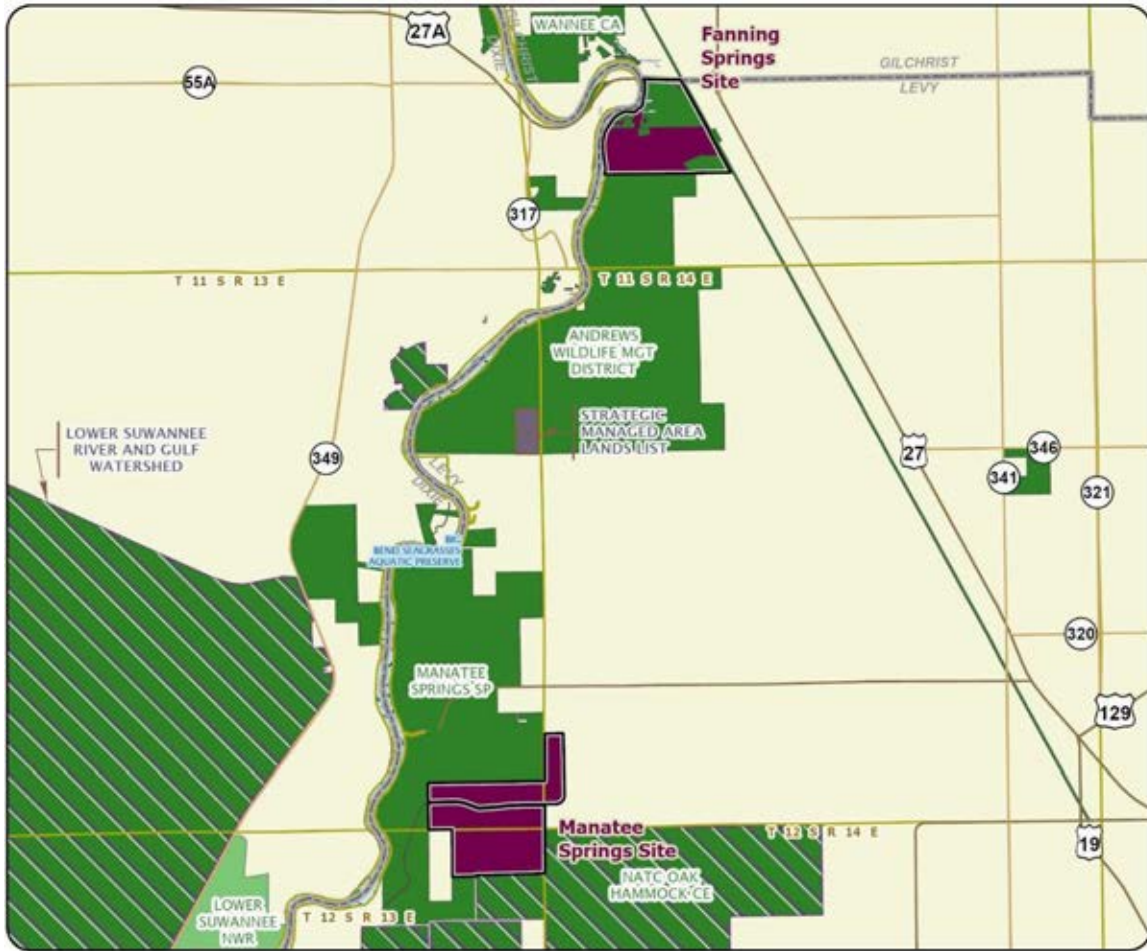 WANNEE CA
27A
GILCHRIST
DIXIE
Fanning
Springs
Site
GILCHRIST
LEVY
55A
317
T 11 S R 13 E
T 11 S R 14 E
ANDREWS
WILDLIFE MGT
DISTRICT
STRATEGIC
MANAGED AREA
LANDS LIST
LOWER SUWANNEE
RIVER AND GULF
WATERSHED
349
27
346
341
321
LEVY
DIXIE
BIG
BEND SEAGRASSES
AQUATIC PRESERVE
320
MANATEE
SPRINGS SP
129
Manatee
Springs Site
T 12 S R 14 E
19
NATC OAK
HAMMOCK CE
LOWER
SUWANNEE
NWR
T 12 S R 13 E